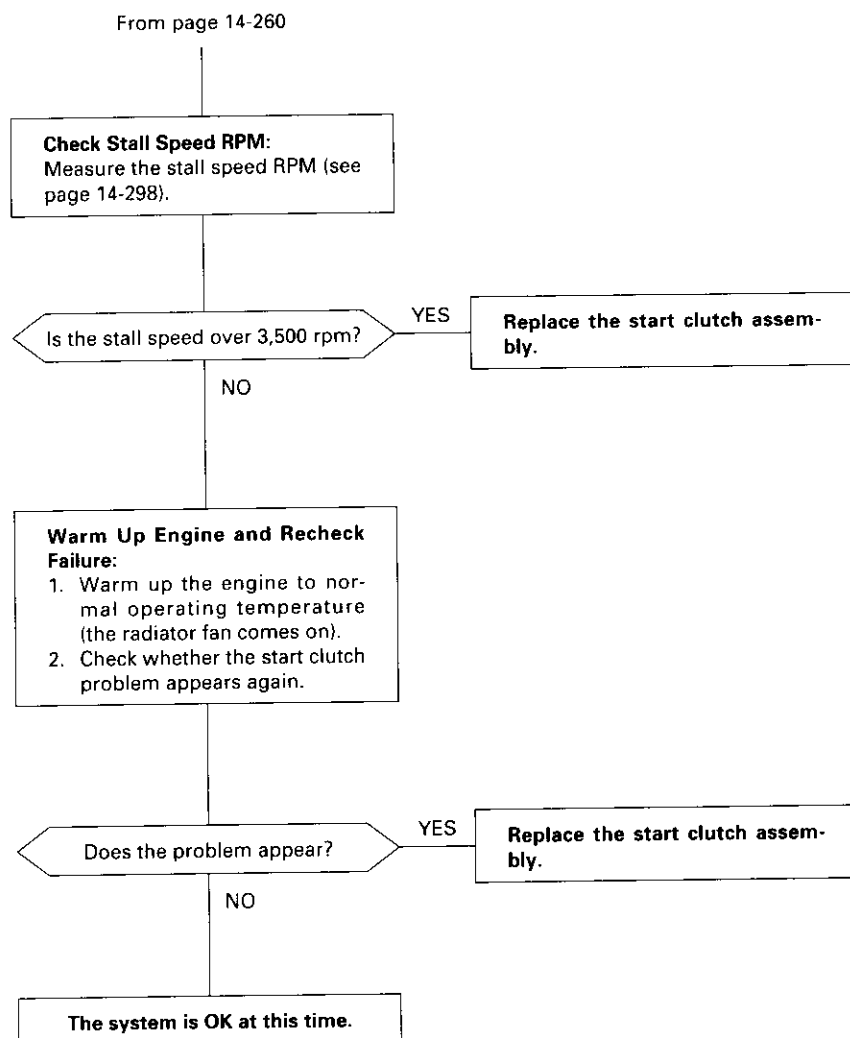 From page 14-260
Check Stall Speed RPM:
Measure the stall speed RPM (see
page 14-298).
Is the stall speed over 3,500 rpm?
YES
Replace the start clutch assem-
bly.
NO
Warm Up Engine and Recheck
Failure:
1. Warm up the engine to nor-
mal operating temperature
(the radiator fan comes on).
2. Check whether the start clutch
problem appears again.
Does the problem appear?
YES
Replace the start clutch assem-
bly.
NO
The system is OK at this time.